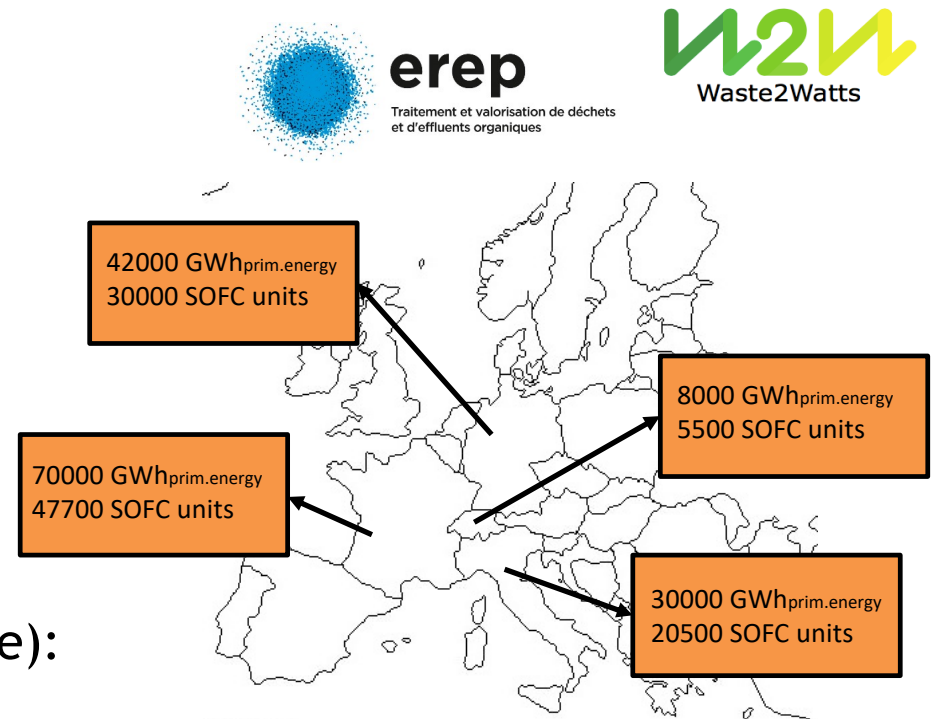 erep
Traitement et valorisation de déchets
et d'effluents organiques
W2W
Waste2Watts
42000 GWhprim.energy
30000 SOFC units
8000 GWhprim.energy
5500 SOFC units
70000 GWhprim.energy
47700 SOFC units
30000 GWhprim.energy
20500 SOFC units
e):